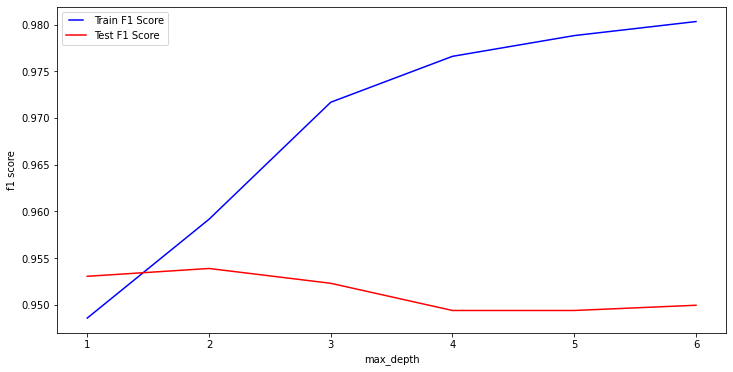 Train F1 Score
Test F1 Score
0.980
0.975
0.970
0.965
0.960
0.955
0.950
f1 score
1 2 3 4 5 6
max_depth